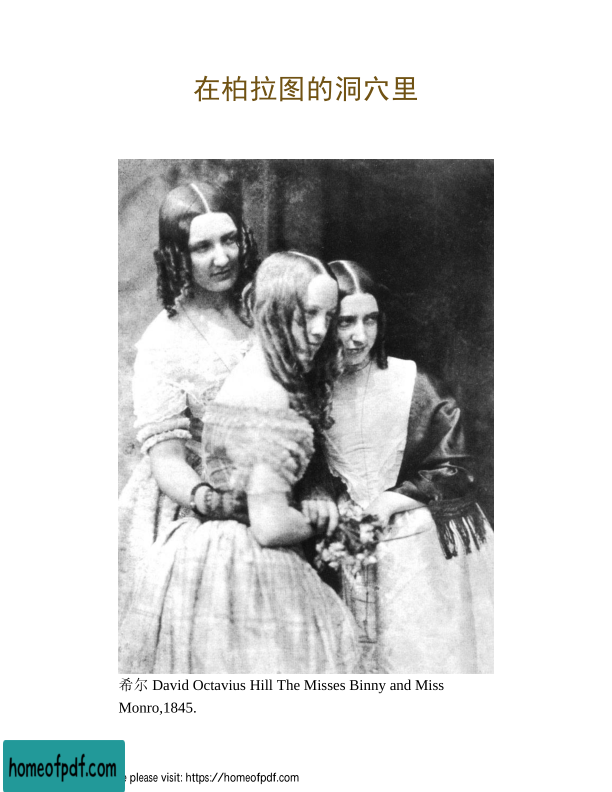 在柏拉图的洞穴里
希尔 David Octavius Hill The Misses Binny and Miss
Monro,1845.
homeofpdf.com
please visit: https://homeofpdf.com